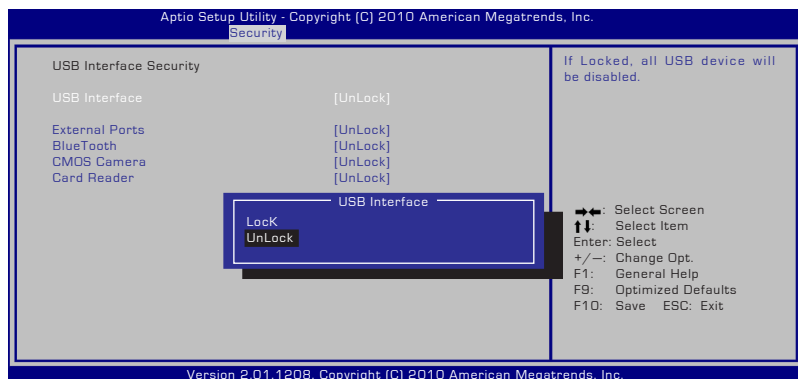 Aptio Setup Utility - Copyright (C) 2010 American Megatrends, Inc.
Security
USB Interface Security
USB Interface [UnLock]
External Ports [UnLock]
BlueTooth [UnLock]
CMOS Camera [UnLock]
Card Reader [UnLock]
USB Interface
LocK
UnLock
If Locked, all USB device will
be disabled.
→←: Select Screen
↑↓: Select Item
Enter: Select
+/—: Change Opt.
F1: General Help
F9: Optimized Defaults
F10: Save ESC: Exit
Version 2.01.1208. Copyright (C) 2010 American Megatrends, Inc.